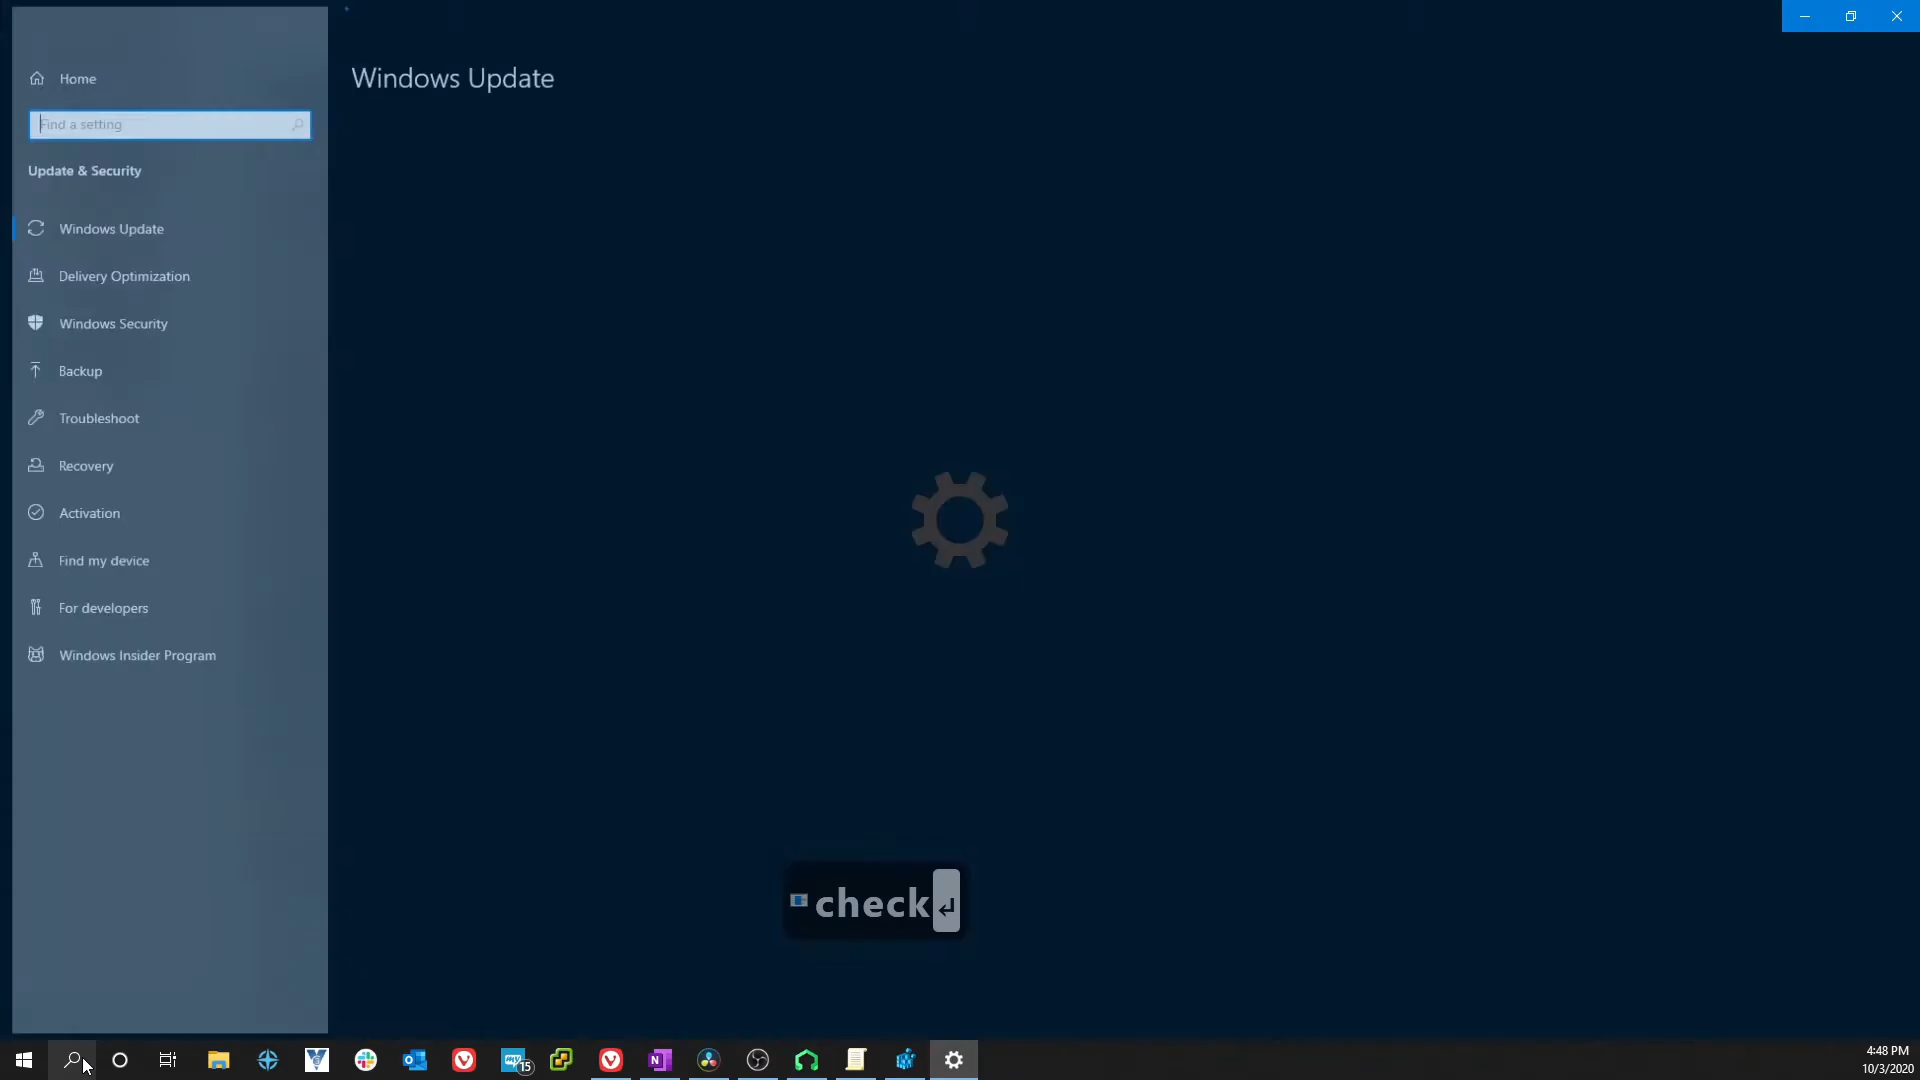 Home
Windows Update
Find a setting
Update & Security
Windows Update
Delivery Optimization
Windows Security
Backup
Troubleshoot
Recovery
Activation
Find my device
For developers
Windows Insider Program
check
15
4:48 PM
10/3/2020